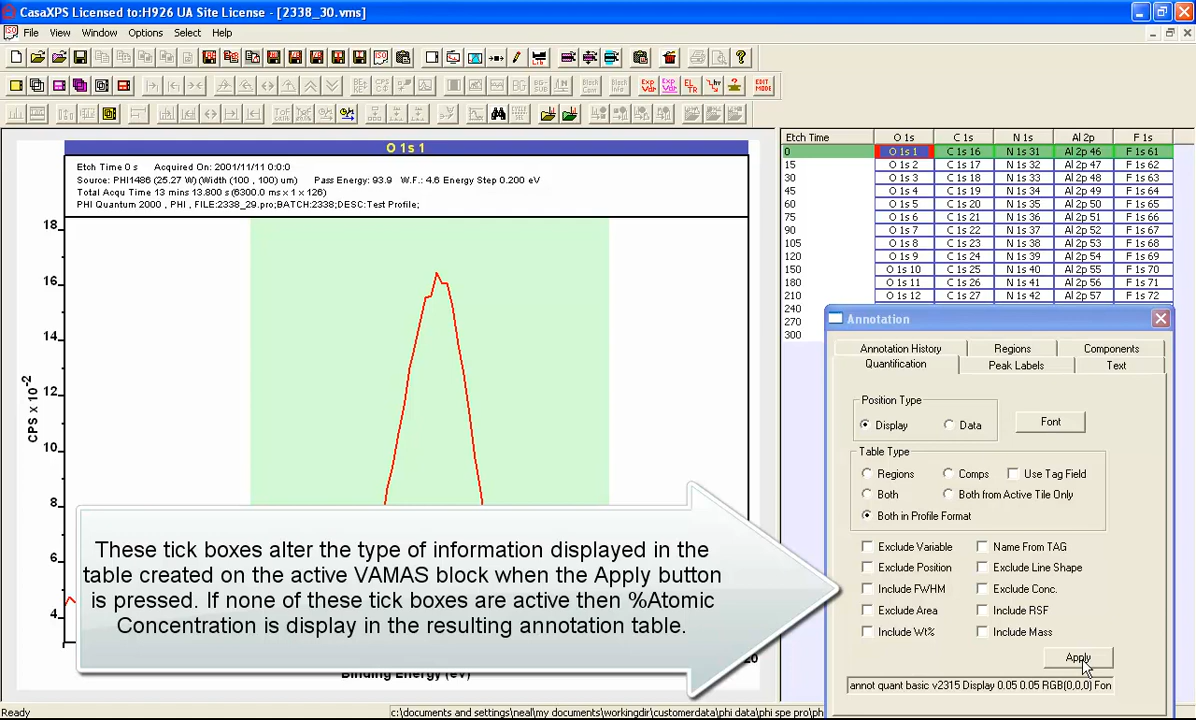 CasaXPS Licensed to:H926 UA Site License - [2338_30.vms]
File View Window Options Select Help
O 1s 1
Etch Time 0 s Acquired On: 2001/11/11 0:0:0
Source: PHI1486 (25.27 W) (Width (100 , 100) um) Pass Energy: 93.9 W.F.: 4.6 Energy Step 0.200 eV
Total Acqu Time 13 mins 13.800 s (6300.0 ms x 1 x 126)
PHI Quantum 2000 , PHI , FILE:2338_29.pro;BATCH:2338;DESC:Test Profile;
18
16
14
12
10
8
6
4
CPS x 10-2
20
Binding Energy (eV)
Etch Time O 1s C 1s N 1s Al 2p F 1s
0 O 1s 1 C 1s 16 N 1s 31 Al 2p 46 F 1s 61
15 O 1s 2 C 1s 17 N 1s 32 Al 2p 47 F 1s 62
30 O 1s 3 C 1s 18 N 1s 33 Al 2p 48 F 1s 63
45 O 1s 4 C 1s 19 N 1s 34 Al 2p 49 F 1s 64
60 O 1s 5 C 1s 20 N 1s 35 Al 2p 50 F 1s 65
75 O 1s 6 C 1s 21 N 1s 36 Al 2p 51 F 1s 66
90 O 1s 7 C 1s 22 N 1s 37 Al 2p 52 F 1s 67
105 O 1s 8 C 1s 23 N 1s 38 Al 2p 53 F 1s 68
120 O 1s 9 C 1s 24 N 1s 39 Al 2p 54 F 1s 69
150 O 1s 10 C 1s 25 N 1s 40 Al 2p 55 F 1s 70
180 O 1s 11 C 1s 26 N 1s 41 Al 2p 56 F 1s 71
210 O 1s 12 C 1s 27 N 1s 42 Al 2p 57 F 1s 72
240
270
300
Annotation
Annotation History Regions Components
Quantification Peak Labels Text
Position Type
Display Data Font
Table Type
Regions Comps Use Tag Field
Both Both from Active Tile Only
Both in Profile Format
Exclude Variable Name From TAG
Exclude Position Exclude Line Shape
Include FWHM Exclude Conc.
Exclude Area Include RSF
Include Wt% Include Mass
Apply
annot quant basic v2315 Display 0.05 0.05 RGB(0,0,0) Fon
These tick boxes alter the type of information displayed in the
table created on the active VAMAS block when the Apply button
is pressed. If none of these tick boxes are active then %Atomic
Concentration is display in the resulting annotation table.
Ready
c:\documents and settings\neal\my documents\workingdir\customerdata\phi data\phi spe pro\ph